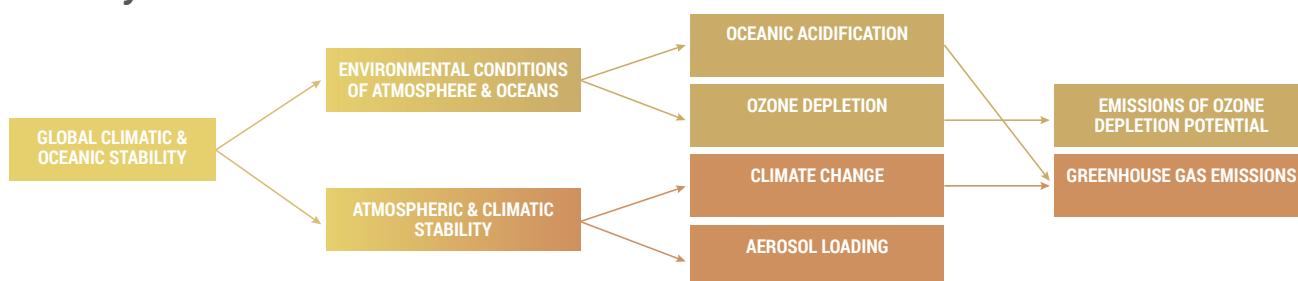 GLOBAL CLIMATIC &
OCEANIC STABILITY
ENVIRONMENTAL CONDITIONS
OF ATMOSPHERE & OCEANS
ATMOSPHERIC & CLIMATIC
STABILITY
OCEANIC ACIDIFICATION
OZONE DEPLETION
CLIMATE CHANGE
AEROSOL LOADING
EMISSIONS OF OZONE
DEPLETION POTENTIAL
GREENHOUSE GAS EMISSIONS